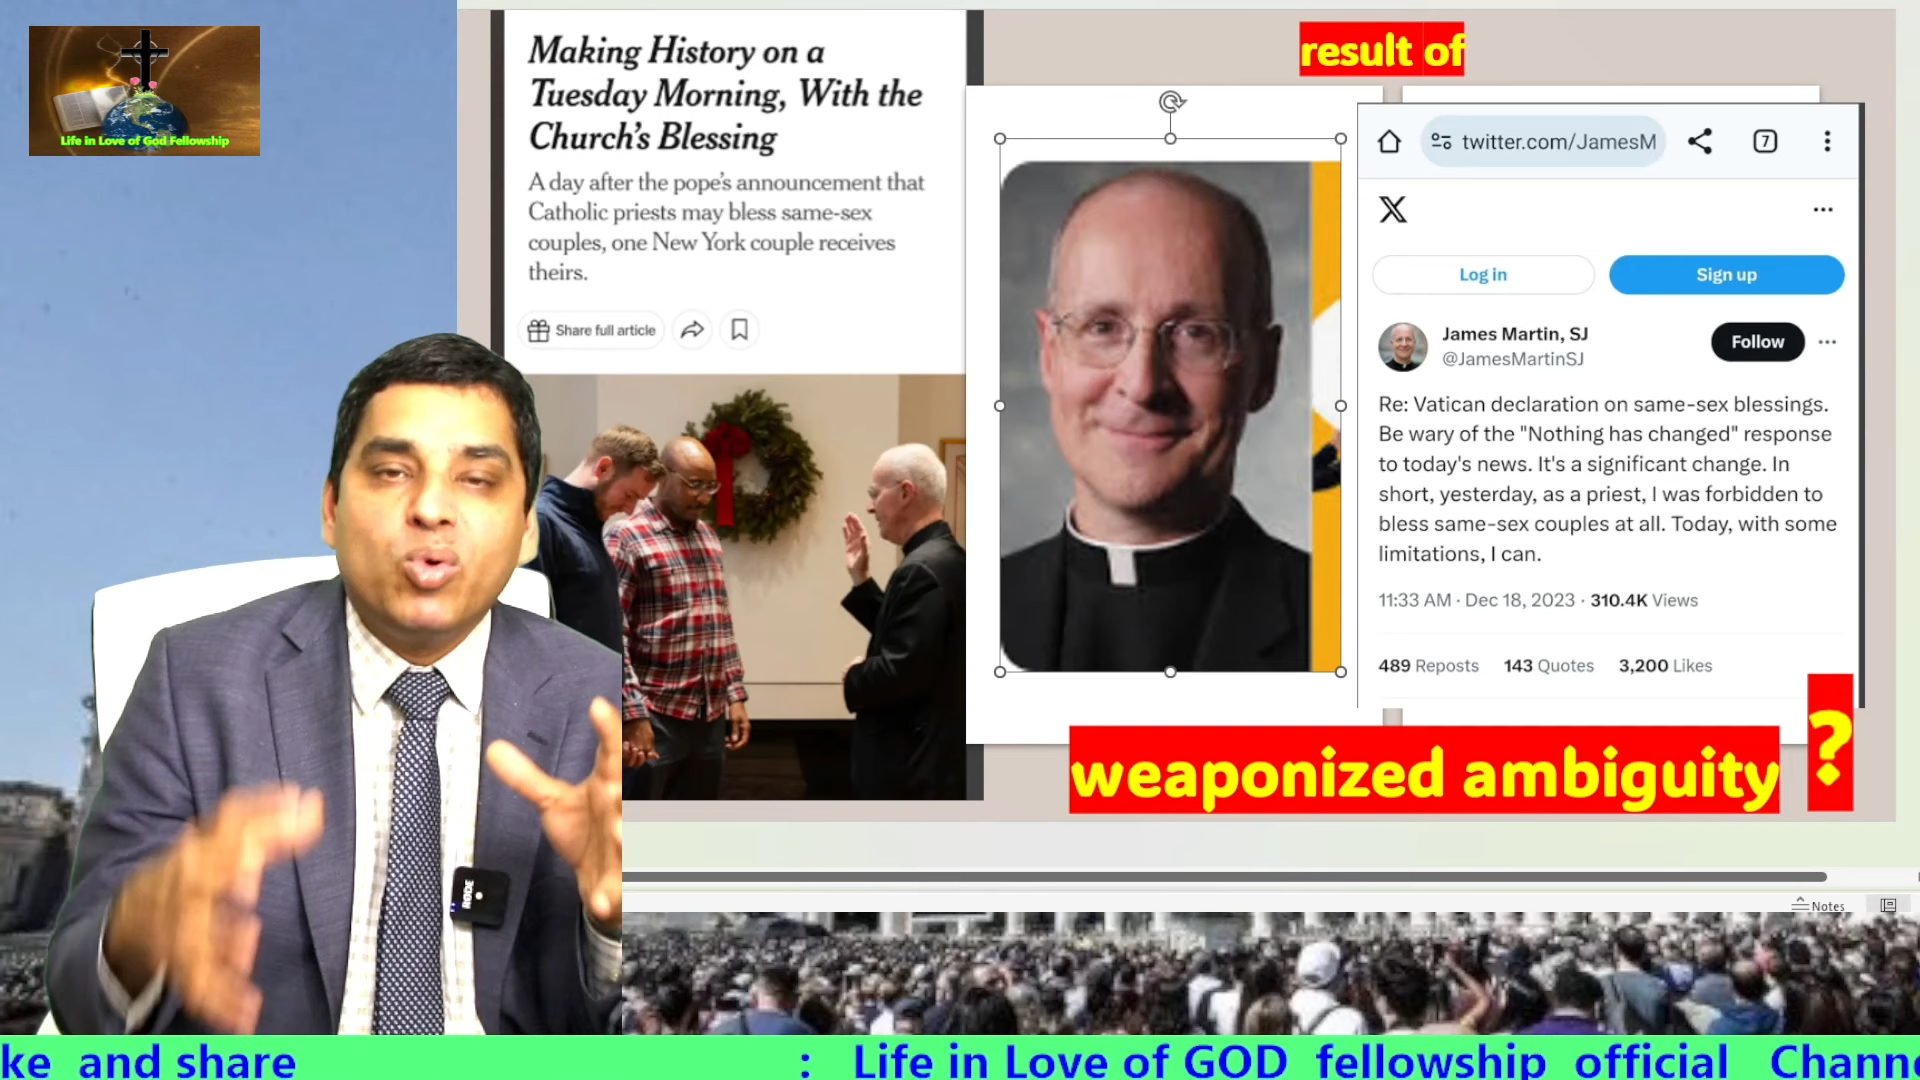 Life in Love of God Fellowship
Making History on a
Tuesday Morning, With the
Church's Blessing
A day after the pope's announcement that
Catholic priests may bless same-sex
couples, one New York couple receives
theirs.
Share full article
result of
twitter.com/JamesM
7
Log in
Sign up
James Martin, SJ
@JamesMartinSJ
Follow
Re: Vatican declaration on same-sex blessings.
Be wary of the "Nothing has changed" response
to today's news. It's a significant change. In
short, yesterday, as a priest, I was forbidden to
bless same-sex couples at all. Today, with some
limitations, I can.
11:33 AM · Dec 18, 2023 · 310.4K Views
489 Reposts 143 Quotes 3,200 Likes
weaponized ambiguity ?
RØDE
Notes
ke and share : Life in Love of GOD fellowship official Channe